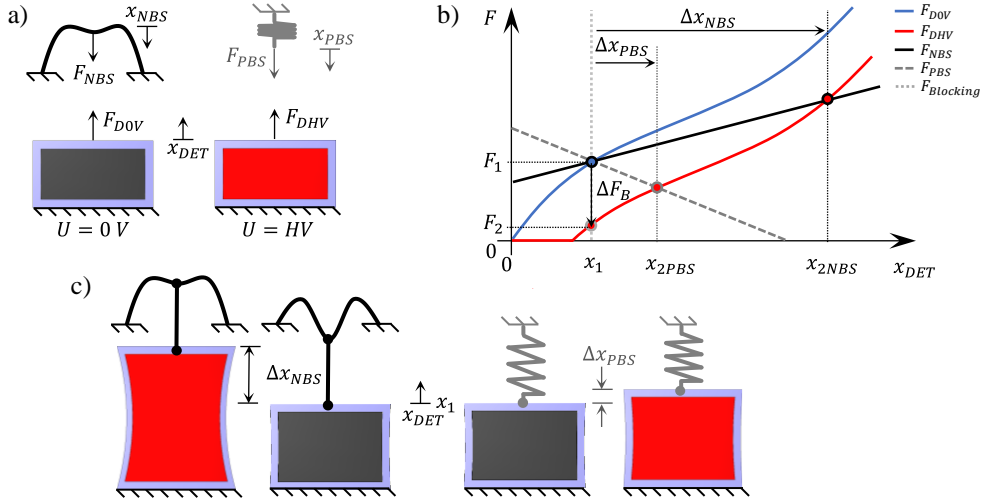 a)
x_NBS
F_NBS
F_PBS
x_PBS
F_D0V
x_DET
F_DHV
U = 0 V
U = HV
b)
F
Δx_NBS
Δx_PBS
F_1
ΔF_B
F_2
0
0
x_1
x_2PBS
x_2NBS
x_DET
F_D0V
F_DHV
F_NBS
F_PBS
F_Blocking
c)
Δx_NBS
x_DET
x_1
Δx_PBS